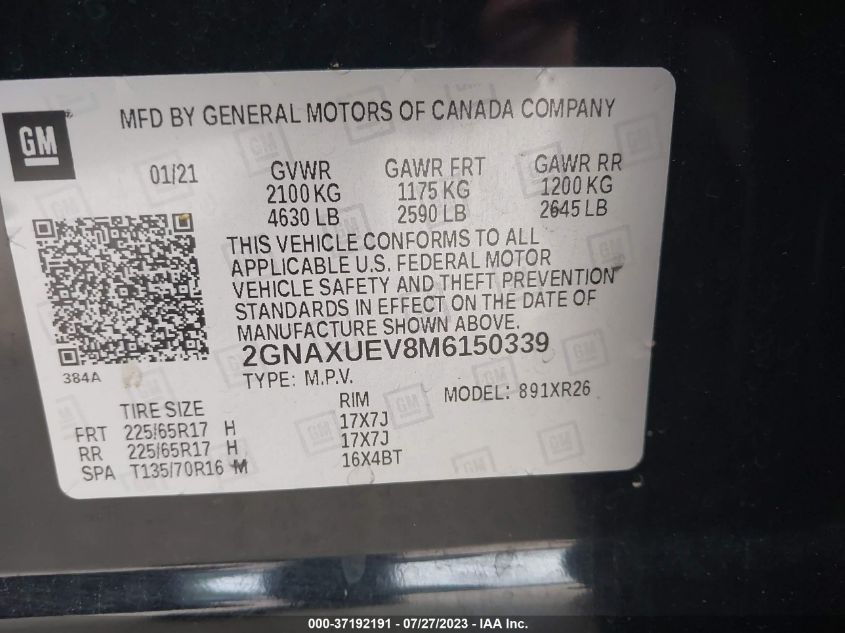 MFD BY GENERAL MOTORS OF CANADA COMPANY
GM
01/21 GVWR GAWR FRT GAWR RR
2100 KG 1175 KG 1200 KG
4630 LB 2590 LB 2645 LB
THIS VEHICLE CONFORMS TO ALL
APPLICABLE U.S. FEDERAL MOTOR
VEHICLE SAFETY AND THEFT PREVENTION
STANDARDS IN EFFECT ON THE DATE OF
MANUFACTURE SHOWN ABOVE.
2GNAXUEV8M6150339
384A
TYPE: M.P.V. MODEL: 891XR26
TIRE SIZE RIM
FRT 225/65R17 H 17X7J
RR 225/65R17 H 17X7J
SPA T135/70R16 M 16X4BT
000-37192191 - 07/27/2023 - IAA Inc.